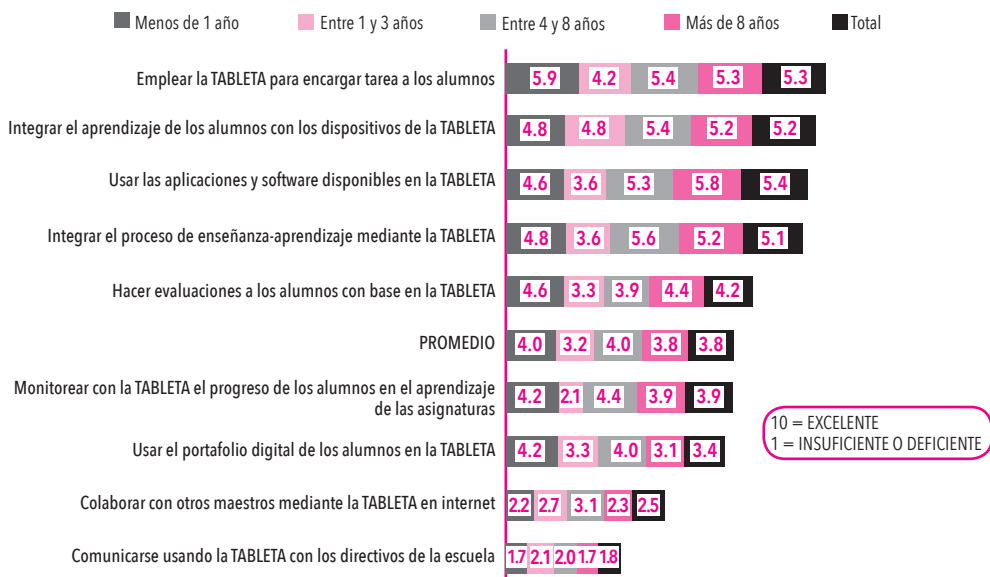 Menos de 1 año Entre 1 y 3 años Entre 4 y 8 años Más de 8 años Total
Emplear la TABLETA para encargar tarea a los alumnos 5.9 4.2 5.4 5.3 5.3
Integrar el aprendizaje de los alumnos con los dispositivos de la TABLETA 4.8 4.8 5.4 5.2 5.2
Usar las aplicaciones y software disponibles en la TABLETA 4.6 3.6 5.3 5.8 5.4
Integrar el proceso de enseñanza-aprendizaje mediante la TABLETA 4.8 3.6 5.6 5.2 5.1
Hacer evaluaciones a los alumnos con base en la TABLETA 4.6 3.3 3.9 4.4 4.2
PROMEDIO 4.0 3.2 4.0 3.8 3.8
Monitorear con la TABLETA el progreso de los alumnos en el aprendizaje
de las asignaturas 4.2 2.1 4.4 3.9 3.9
10 = EXCELENTE
1 = INSUFICIENTE O DEFICIENTE
Usar el portafolio digital de los alumnos en la TABLETA 4.2 3.3 4.0 3.1 3.4
Colaborar con otros maestros mediante la TABLETA en internet 2.2 2.7 3.1 2.3 2.5
Comunicarse usando la TABLETA con los directivos de la escuela 1.7 2.1 2.0 1.7 1.8